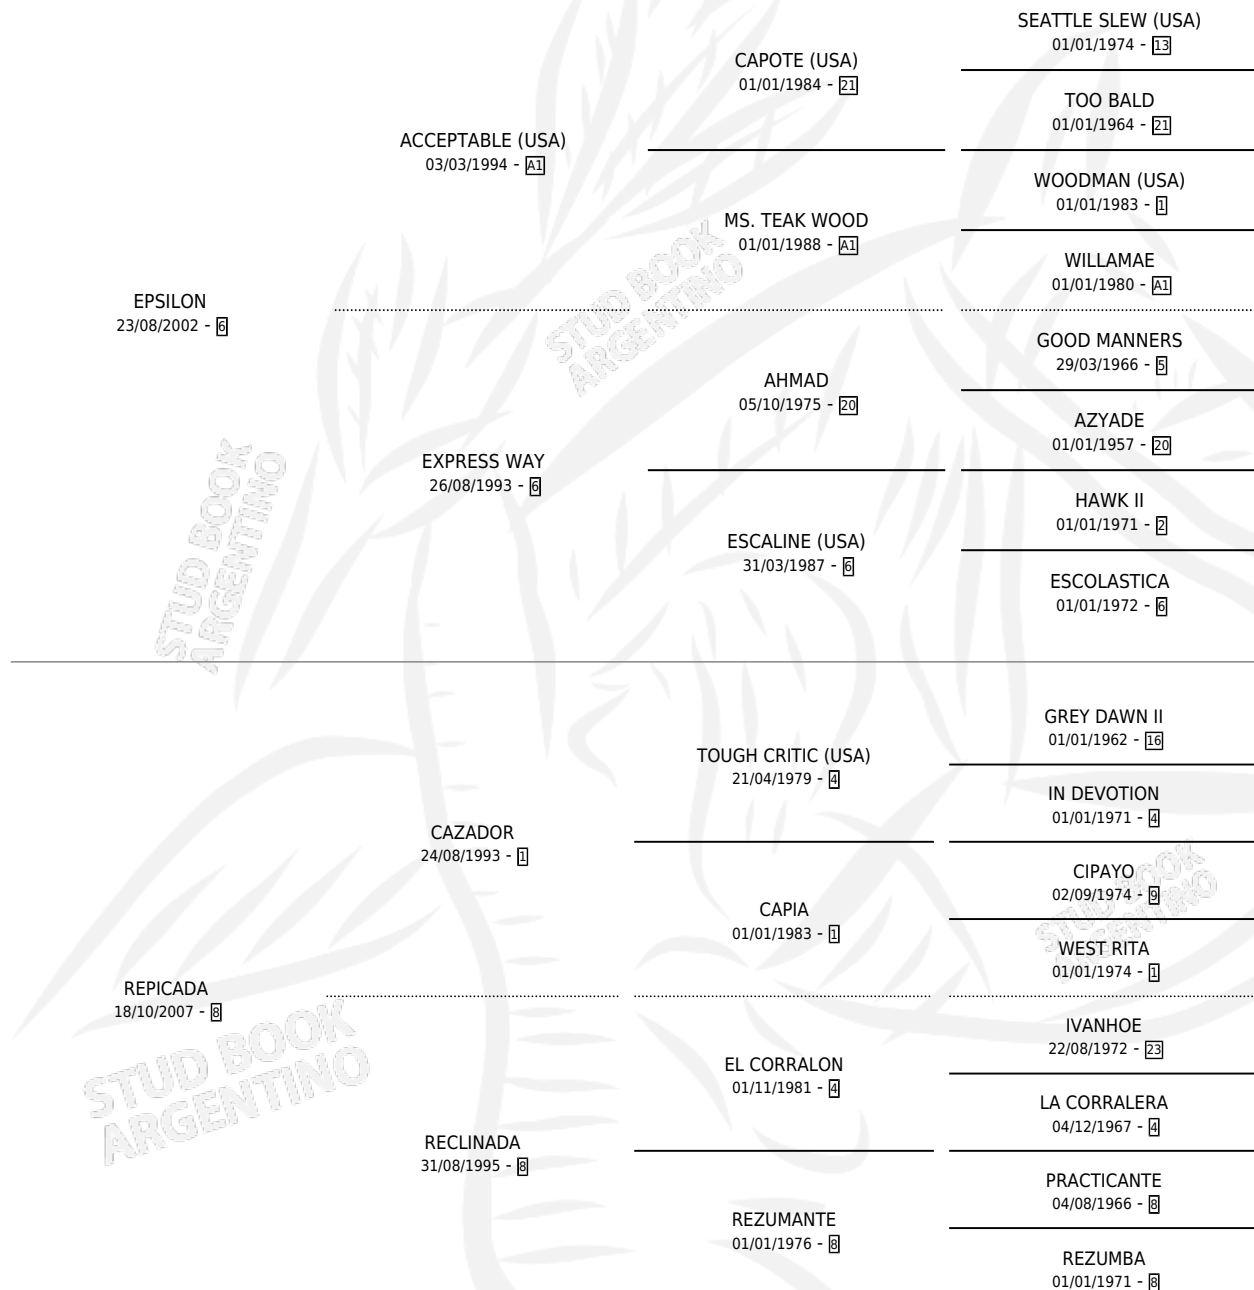 SEATTLE SLEW (USA)
01/01/1974 - 13
CAPOTE (USA)
01/01/1984 - 21
TOO BALD
01/01/1964 - 21
ACCEPTABLE (USA)
03/03/1994 - A1
WOODMAN (USA)
01/01/1983 - 1
MS. TEAK WOOD
01/01/1988 - A1
WILLAMAE
01/01/1980 - A1
EPSILON
23/08/2002 - 6
STUD BOOK
ARGENTINO
GOOD MANNERS
29/03/1966 - 5
AHMAD
05/10/1975 - 20
AZYADE
01/01/1957 - 20
EXPRESS WAY
26/08/1993 - 6
HAWK II
01/01/1971 - 2
ESCALINE (USA)
31/03/1987 - 6
ESCOLASTICA
01/01/1972 - 6
STUD BOOK
ARGENTINO
GREY DAWN II
01/01/1962 - 16
TOUGH CRITIC (USA)
21/04/1979 - 4
IN DEVOTION
01/01/1971 - 4
CAZADOR
24/08/1993 - 1
CIPAYO
02/09/1974 - 9
CAPIA
01/01/1983 - 1
WEST RITA
01/01/1974 - 1
STUD BOOK
ARGENTINO
REPICADA
18/10/2007 - 8
IVANHOE
22/08/1972 - 23
EL CORRALON
01/11/1981 - 4
LA CORRALERA
04/12/1967 - 4
STUD BOOK
ARGENTINO
RECLINADA
31/08/1995 - 8
PRACTICANTE
04/08/1966 - 8
REZUMANTE
01/01/1976 - 8
REZUMBA
01/01/1971 - 8